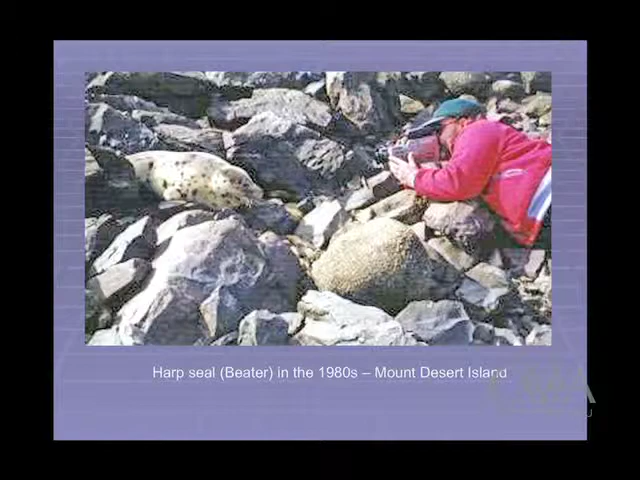 Harp seal (Beater) in the 1980s – Mount Desert Island